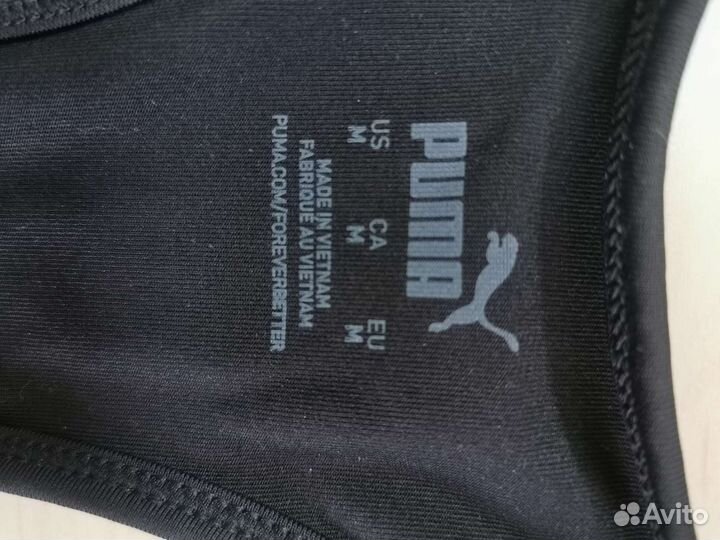 PUMA
US CA EU
M M M
MADE IN VIETNAM
FABRIQUÉ AU VIETNAM
PUMA.COM/FOREVERBETTER
Avito